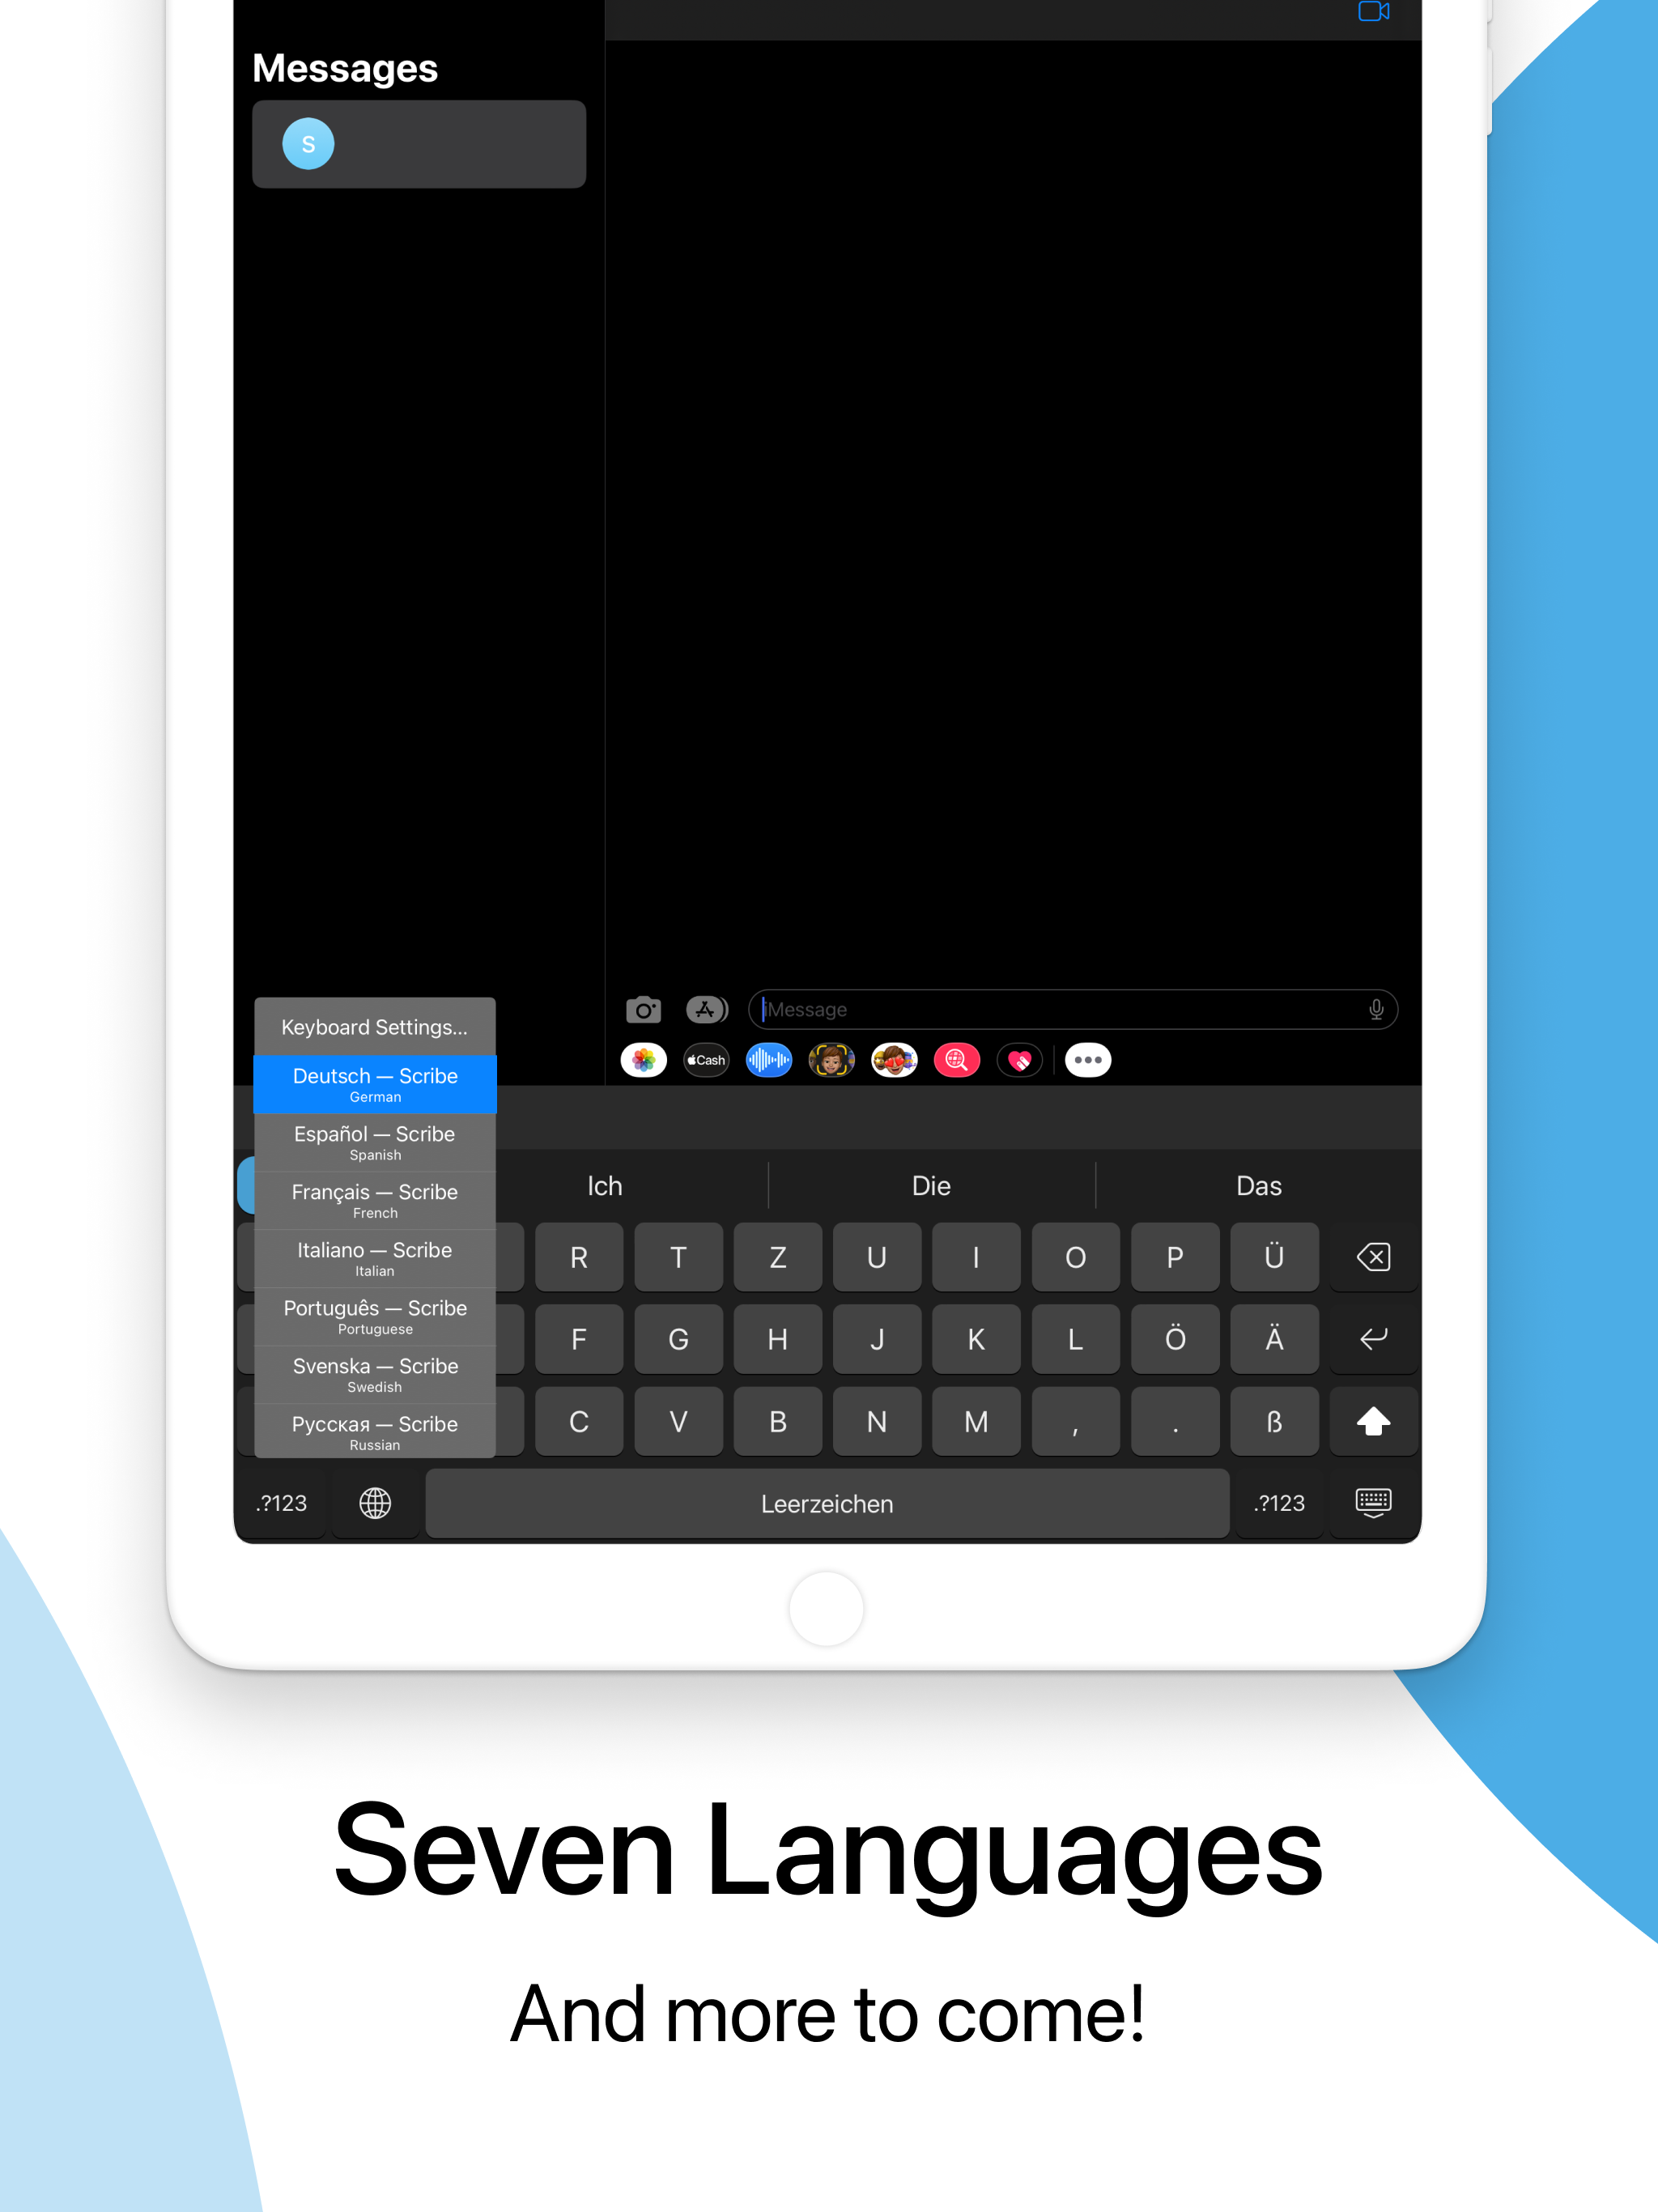 Messages
S
iMessage
Cash
Keyboard Settings...
Deutsch — Scribe
German
Español — Scribe
Spanish
Français — Scribe
French
Italiano — Scribe
Italian
Português — Scribe
Portuguese
Svenska — Scribe
Swedish
Русская — Scribe
Russian
Ich Die Das
R T Z U I O P Ü
F G H J K L Ö Ä
C V B N M , . ß
.?123 Leerzeichen .?123
Seven Languages
And more to come!